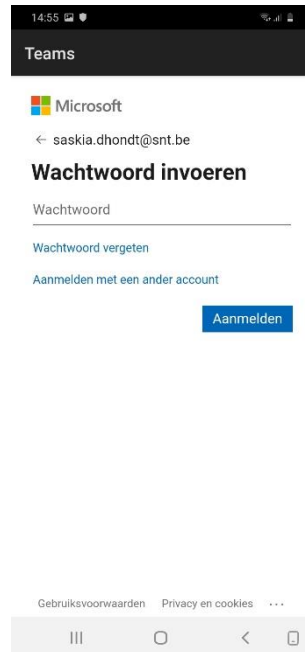 14:55
Teams
Microsoft
← saskia.dhondt@snt.be
Wachtwoord invoeren
Wachtwoord
Wachtwoord vergeten
Aanmelden met een ander account
Aanmelden
Gebruiksvoorwaarden Privacy en cookies ...